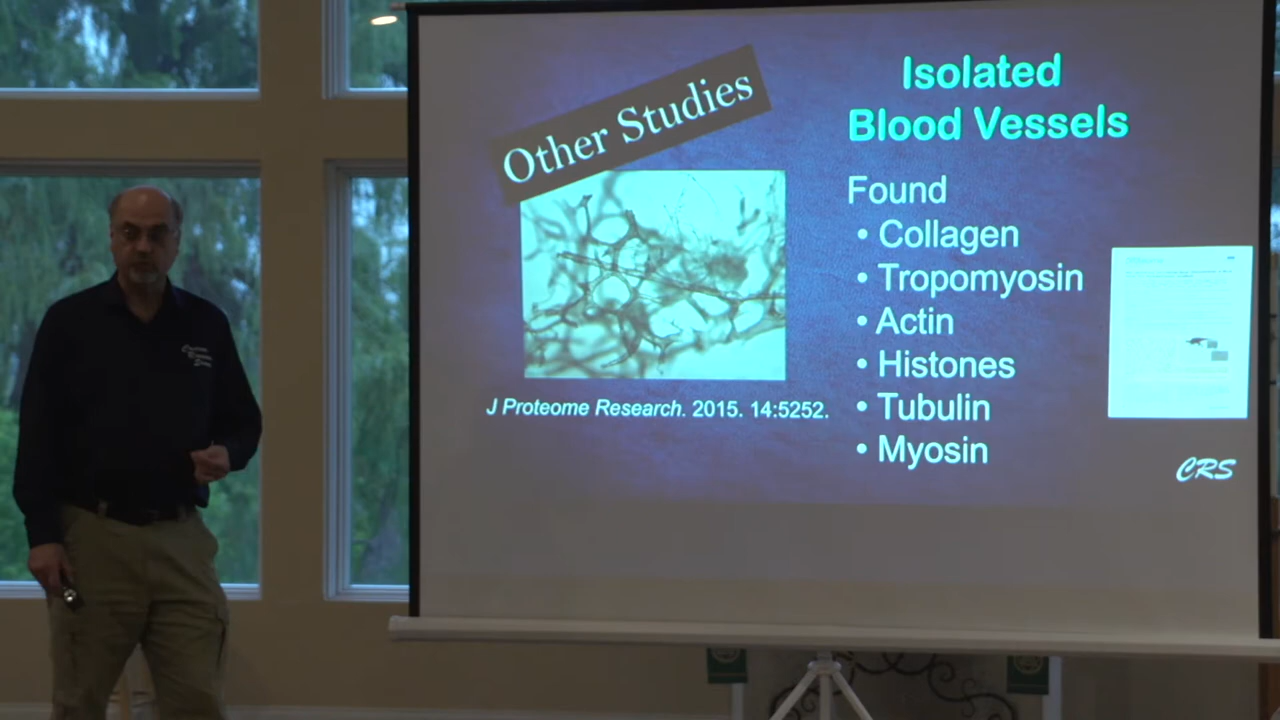 Other Studies
Isolated
Blood Vessels
Found
• Collagen
• Tropomyosin
• Actin
• Histones
• Tubulin
• Myosin
J Proteome Research. 2015. 14:5252.
CRS